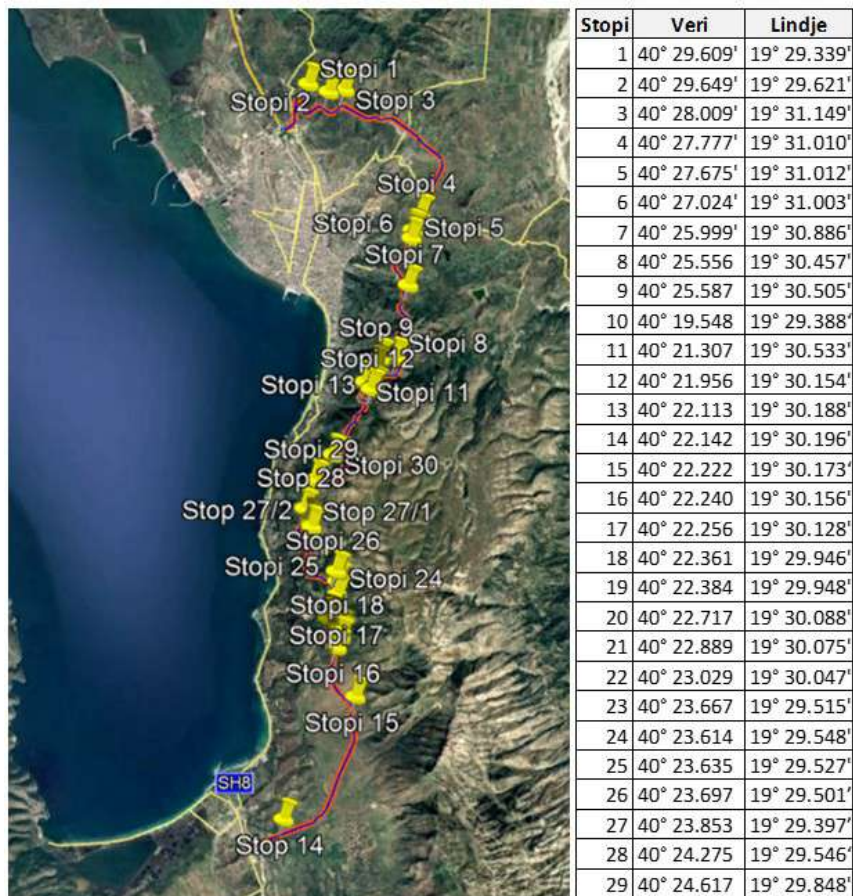 Stopi 1
Stopi 2
Stopi 3
Stopi 4
Stopi 6
Stopi 5
Stopi 7
Stop 9
Stopi 8
Stopi 12
Stopi 13
Stopi 11
Stopi 29
Stopi 30
Stopi 28
Stop 27/2
Stop 27/1
Stopi 26
Stopi 25
Stopi 24
Stopi 18
Stopi 17
Stopi 16
Stopi 15
SH8
Stop 14
Stopi Veri Lindje
1 40° 29.609' 19° 29.339'
2 40° 29.649' 19° 29.621'
3 40° 28.009' 19° 31.149'
4 40° 27.777' 19° 31.010'
5 40° 27.675' 19° 31.012'
6 40° 27.024' 19° 31.003'
7 40° 25.999' 19° 30.886'
8 40° 25.556 19° 30.457'
9 40° 25.587 19° 30.505'
10 40° 19.548 19° 29.388'
11 40° 21.307 19° 30.533'
12 40° 21.956 19° 30.154'
13 40° 22.113 19° 30.188'
14 40° 22.142 19° 30.196'
15 40° 22.222 19° 30.173'
16 40° 22.240 19° 30.156'
17 40° 22.256 19° 30.128'
18 40° 22.361 19° 29.946'
19 40° 22.384 19° 29.948'
20 40° 22.717 19° 30.088'
21 40° 22.889 19° 30.075'
22 40° 23.029 19° 30.047'
23 40° 23.667 19° 29.515'
24 40° 23.614 19° 29.548'
25 40° 23.635 19° 29.527'
26 40° 23.697 19° 29.501'
27 40° 23.853 19° 29.397'
28 40° 24.275 19° 29.546'
29 40° 24.617 19° 29.848'